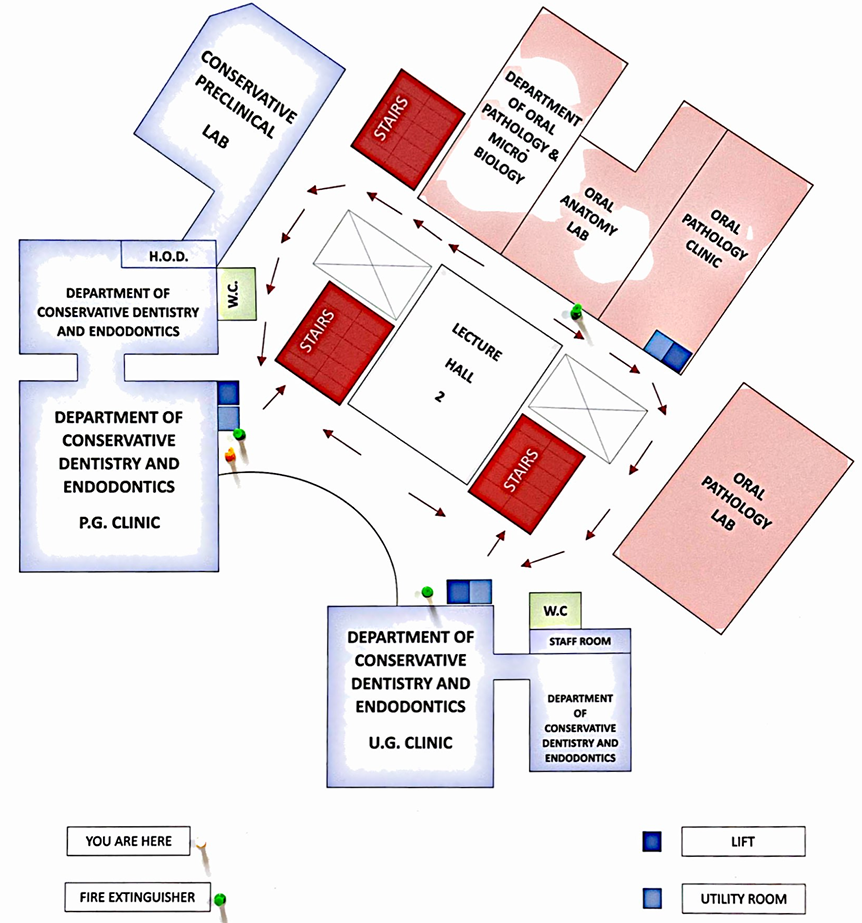 CONSERVATIVE
PRECLINICAL
LAB
STAIRS
DEPARTMENT
OF ORAL
PATHOLOGY &
MICRO
BIOLOGY
ORAL
ANATOMY
LAB
ORAL
PATHOLOGY
CLINIC
H.O.D.
DEPARTMENT OF
CONSERVATIVE DENTISTRY
AND ENDODONTICS
W.C.
STAIRS
LECTURE
HALL
2
DEPARTMENT OF
CONSERVATIVE
DENTISTRY AND
ENDODONTICS
P.G. CLINIC
STAIRS
ORAL
PATHOLOGY
LAB
DEPARTMENT OF
CONSERVATIVE
DENTISTRY AND
ENDODONTICS
U.G. CLINIC
W.C
STAFF ROOM
DEPARTMENT
OF
CONSERVATIVE
DENTISTRY AND
ENDODONTICS
YOU ARE HERE
FIRE EXTINGUISHER
LIFT
UTILITY ROOM